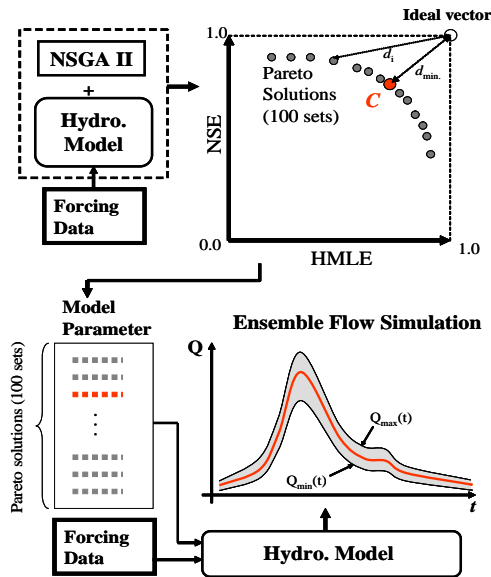 Ideal vector
1.0
NSGA II
+
Hydro.
Model
Forcing
Data
d_i
d_min.
Pareto
Solutions
(100 sets)
C
NSE
0.0
HMLE
1.0
Model
Parameter
Pareto solutions (100 sets)
Ensemble Flow Simulation
Q
Q_max(t)
Q_min(t)
t
Forcing
Data
Hydro. Model